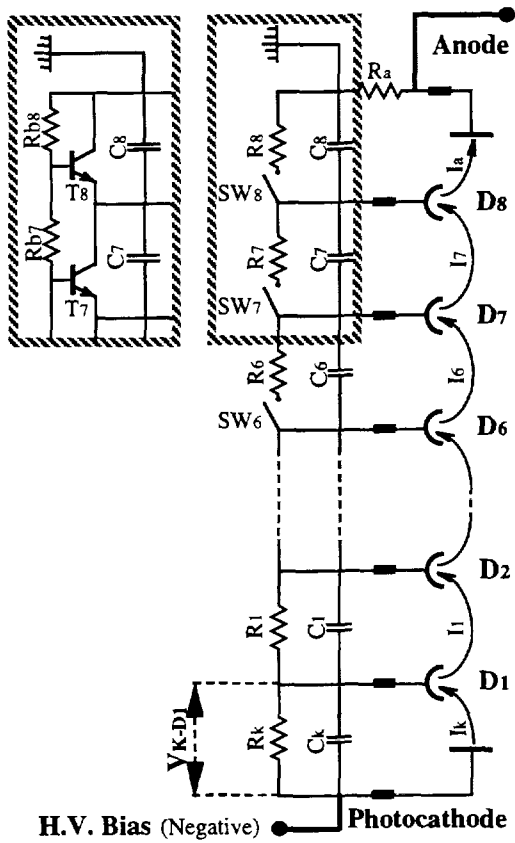 Anode
Ra
Rb8
T8
C8
Rb7
T7
C7
R8
C8
SW8
Ia
D8
R7
C7
I7
SW7
D7
R6
C6
I6
SW6
D6
D2
R1
C1
I1
D1
VK-D1
Rk
Ck
Ik
H.V. Bias (Negative)
Photocathode